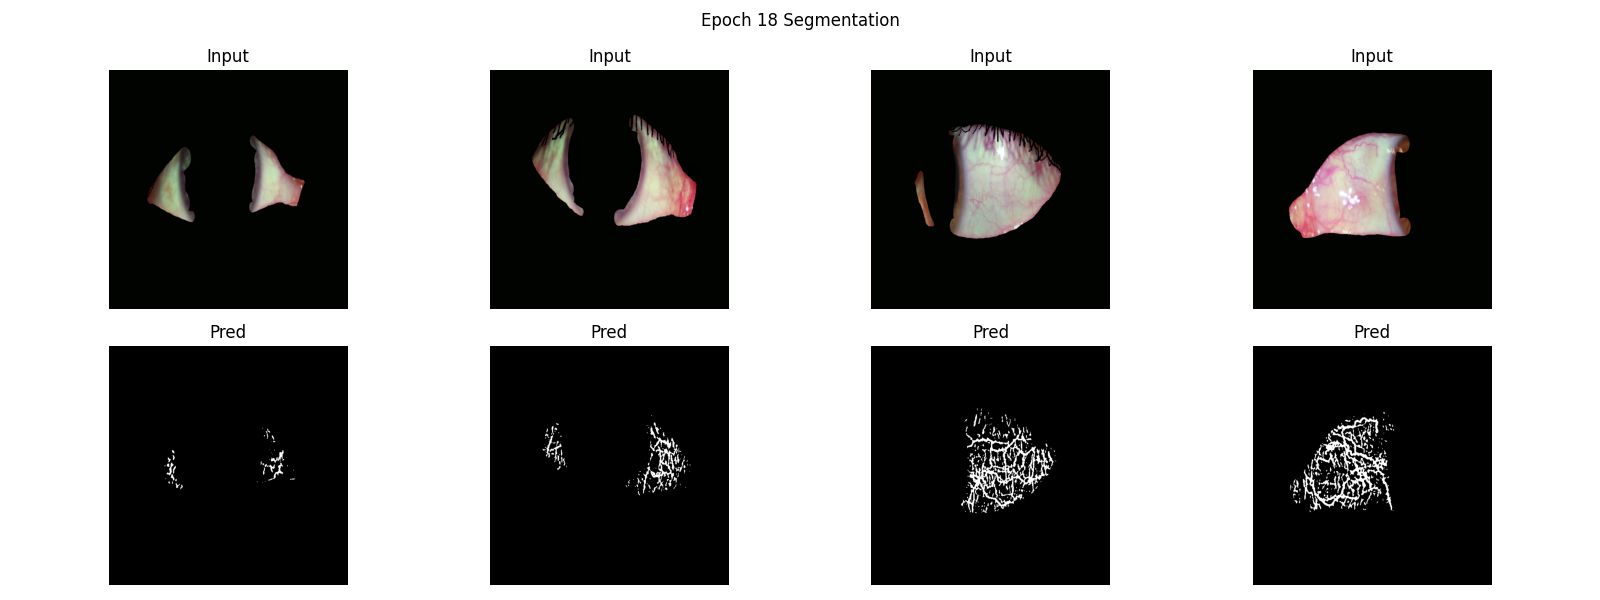 Epoch 18 Segmentation
Input Input Input Input
Pred Pred Pred Pred